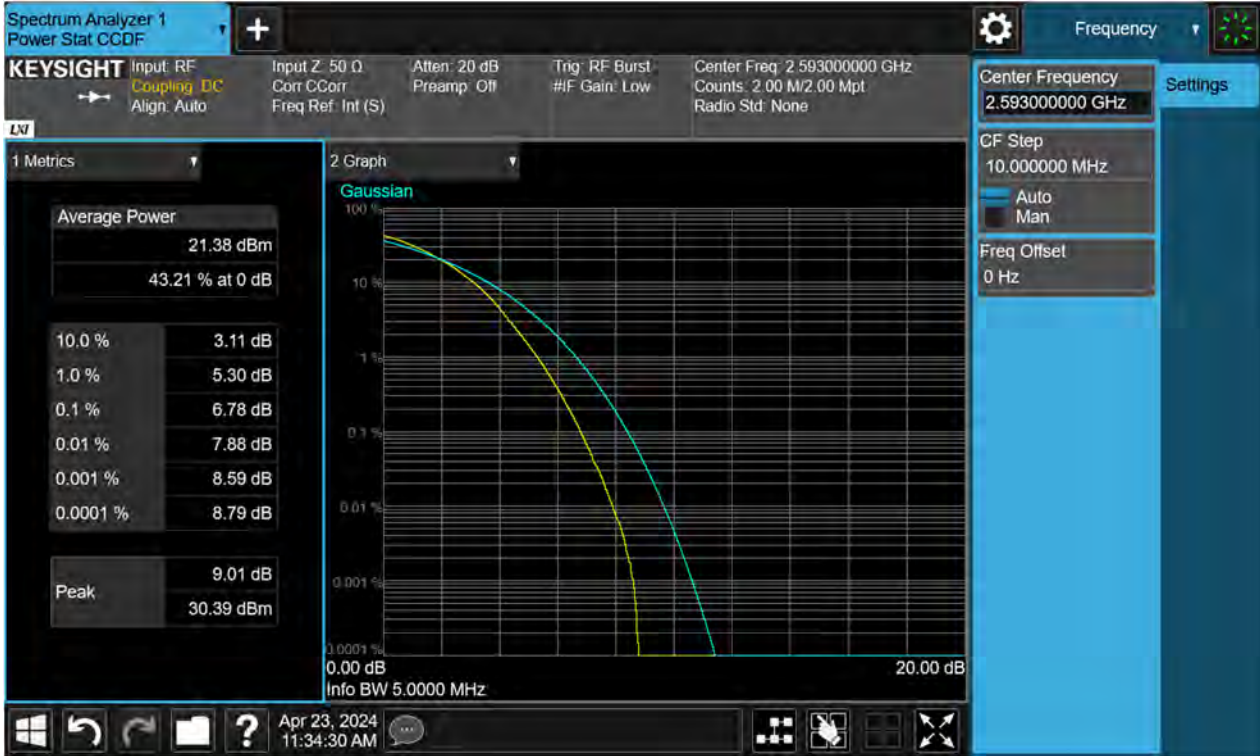 Spectrum Analyzer 1
Power Stat CCDF
+
Frequency
KEYSIGHT
Input: RF
Coupling: DC
Align: Auto
Input Z: 50 Ω
Corr CCorr
Freq Ref: Int (S)
Atten: 20 dB
Preamp: Off
Trig: RF Burst
#IF Gain: Low
Center Freq: 2.593000000 GHz
Counts: 2.00 M/2.00 Mpt
Radio Std: None
LXI
Center Frequency
2.593000000 GHz
Settings
CF Step
10.000000 MHz
Auto
Man
Freq Offset
0 Hz
1 Metrics
Average Power
21.38 dBm
43.21 % at 0 dB
10.0 % 3.11 dB
1.0 % 5.30 dB
0.1 % 6.78 dB
0.01 % 7.88 dB
0.001 % 8.59 dB
0.0001 % 8.79 dB
Peak
9.01 dB
30.39 dBm
2 Graph
Gaussian
100 %
10 %
1 %
0.1 %
0.01 %
0.001 %
0.0001 %
0.00 dB
20.00 dB
Info BW 5.0000 MHz
?
Apr 23, 2024
11:34:30 AM